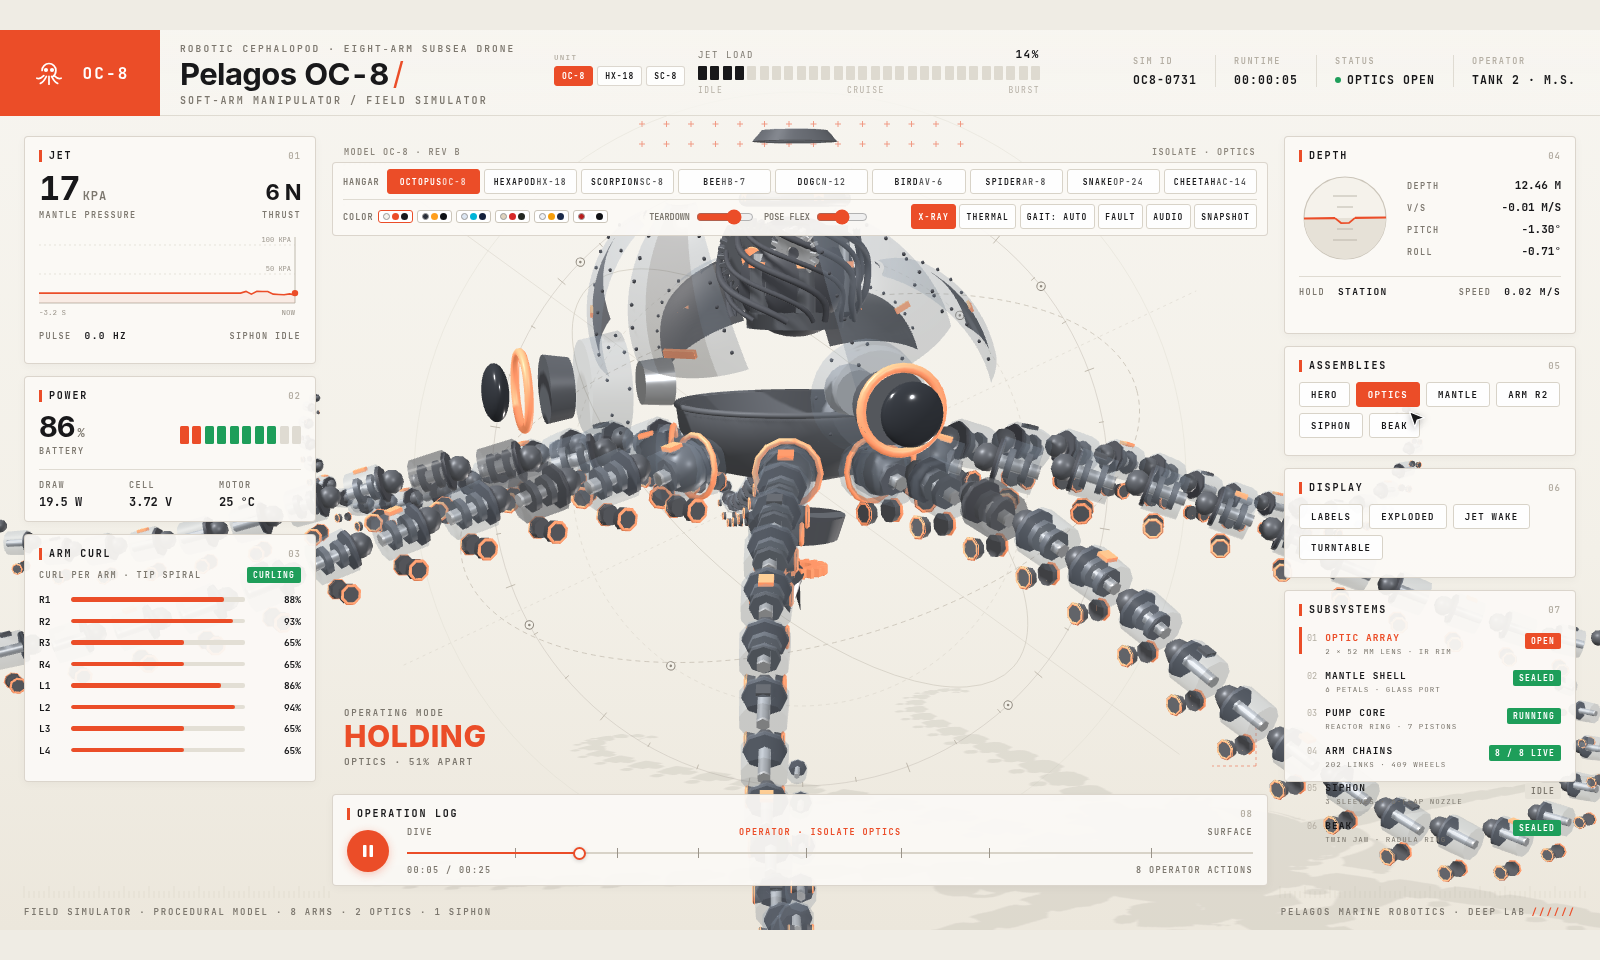 OC-8
ROBOTIC CEPHALOPOD · EIGHT-ARM SUBSEA DRONE
Pelagos OC-8/
SOFT-ARM MANIPULATOR / FIELD SIMULATOR
UNIT
OC-8 HX-18 SC-8
JET LOAD 14%
IDLE CRUISE BURST
SIM ID
OC8-0731
RUNTIME
00:00:05
STATUS
OPTICS OPEN
OPERATOR
TANK 2 · M.S.
JET 01
17 KPA
MANTLE PRESSURE
6 N
THRUST
100 KPA
50 KPA
-3.2 S NOW
PULSE 0.0 HZ SIPHON IDLE
POWER 02
86%
BATTERY
DRAW CELL MOTOR
19.5 W 3.72 V 25 °C
ARM CURL 03
CURL PER ARM · TIP SPIRAL CURLING
R1 88%
R2 93%
R3 65%
R4 65%
L1 86%
L2 94%
L3 65%
L4 65%
MODEL OC-8 · REV B ISOLATE · OPTICS
HANGAR OCTOPUSOC-8 HEXAPODHX-18 SCORPIONSC-8 BEEHB-7 DOGCN-12 BIRDAV-6 SPIDERAR-8 SNAKEOP-24 CHEETAHAC-14
COLOR TEARDOWN POSE FLEX X-RAY THERMAL GAIT: AUTO FAULT AUDIO SNAPSHOT
OPERATING MODE
HOLDING
OPTICS · 51% APART
OPERATION LOG 08
DIVE OPERATOR · ISOLATE OPTICS SURFACE
00:05 / 00:25 8 OPERATOR ACTIONS
DEPTH 04
DEPTH 12.46 M
V/S -0.01 M/S
PITCH -1.30°
ROLL -0.71°
HOLD STATION SPEED 0.02 M/S
ASSEMBLIES 05
HERO OPTICS MANTLE ARM R2
SIPHON BEAK
DISPLAY 06
LABELS EXPLODED JET WAKE
TURNTABLE
SUBSYSTEMS 07
01 OPTIC ARRAY OPEN
2 × 52 MM LENS · IR RIM
02 MANTLE SHELL SEALED
6 PETALS · GLASS PORT
03 PUMP CORE RUNNING
REACTOR RING · 7 PISTONS
04 ARM CHAINS 8 / 8 LIVE
202 LINKS · 409 WHEELS
05 SIPHON IDLE
3 NOZZLE
06 BEAK SEALED
TWIN JAW · RADULA
FIELD SIMULATOR · PROCEDURAL MODEL · 8 ARMS · 2 OPTICS · 1 SIPHON
PELAGOS MARINE ROBOTICS · DEEP LAB //////